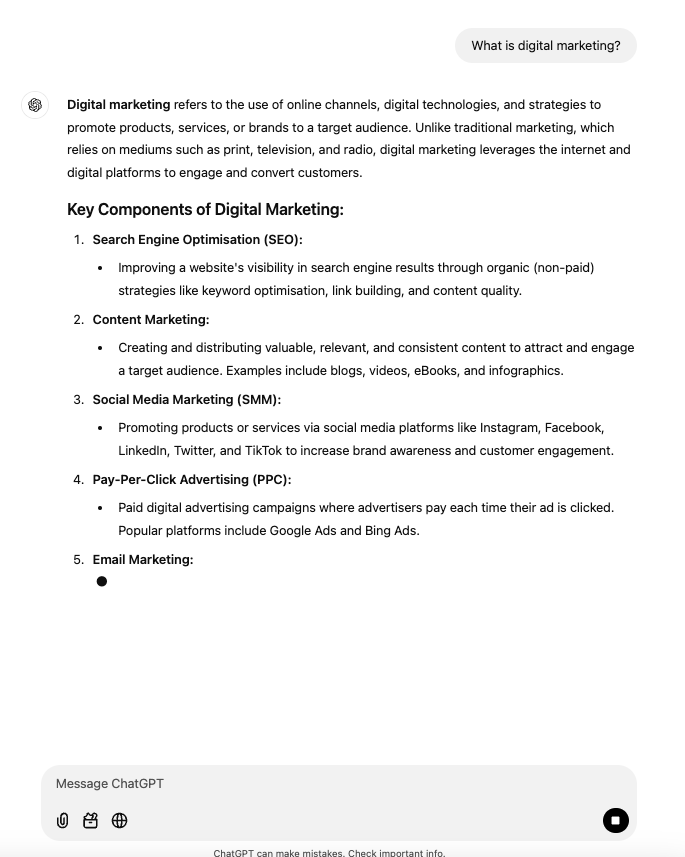 What is digital marketing?
Digital marketing refers to the use of online channels, digital technologies, and strategies to
promote products, services, or brands to a target audience. Unlike traditional marketing, which
relies on mediums such as print, television, and radio, digital marketing leverages the internet and
digital platforms to engage and convert customers.
Key Components of Digital Marketing:
1. Search Engine Optimisation (SEO):
• Improving a website's visibility in search engine results through organic (non-paid)
strategies like keyword optimisation, link building, and content quality.
2. Content Marketing:
• Creating and distributing valuable, relevant, and consistent content to attract and engage
a target audience. Examples include blogs, videos, eBooks, and infographics.
3. Social Media Marketing (SMM):
• Promoting products or services via social media platforms like Instagram, Facebook,
LinkedIn, Twitter, and TikTok to increase brand awareness and customer engagement.
4. Pay-Per-Click Advertising (PPC):
• Paid digital advertising campaigns where advertisers pay each time their ad is clicked.
Popular platforms include Google Ads and Bing Ads.
5. Email Marketing:
Message ChatGPT
ChatGPT can make mistakes. Check important info.